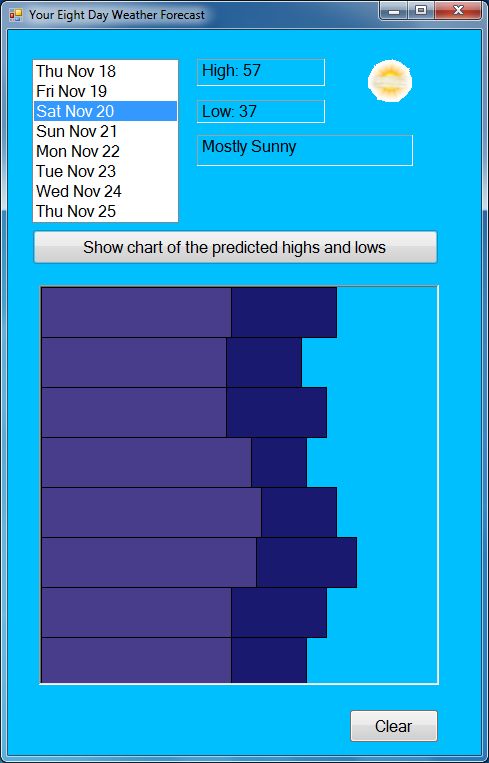 Your Eight Day Weather Forecast
Thu Nov 18
Fri Nov 19
Sat Nov 20
Sun Nov 21
Mon Nov 22
Tue Nov 23
Wed Nov 24
Thu Nov 25
High: 57
Low: 37
Mostly Sunny
Show chart of the predicted highs and lows
Clear